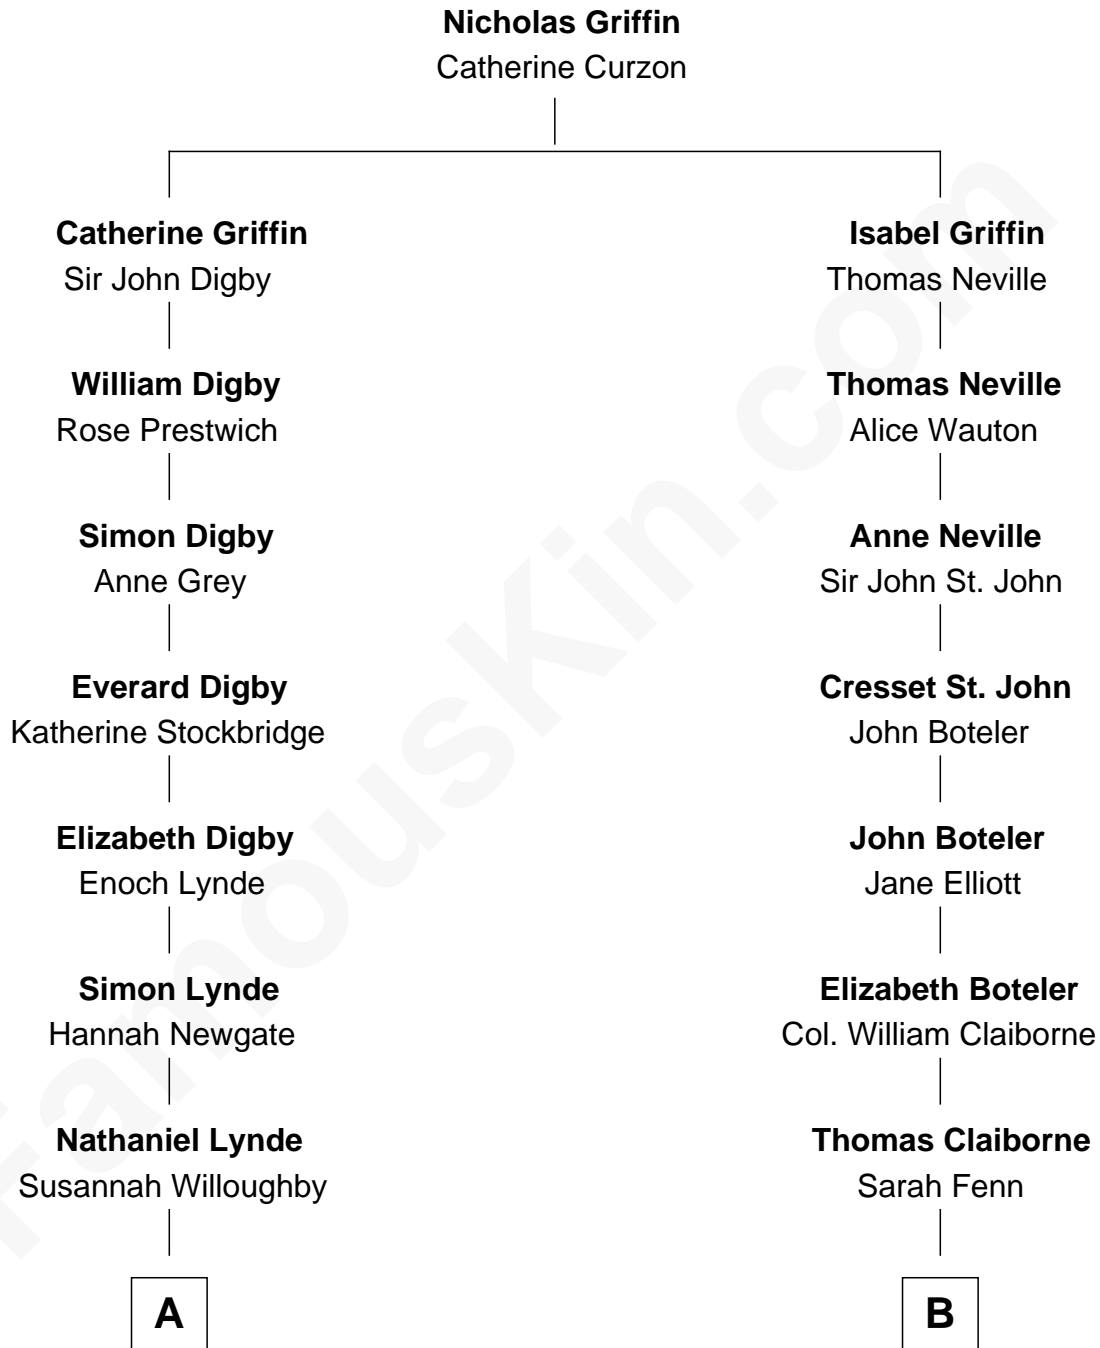 Nicholas Griffin
Catherine Curzon
Catherine Griffin
Sir John Digby
Isabel Griffin
Thomas Neville
William Digby
Rose Prestwich
Thomas Neville
Alice Wauton
Simon Digby
Anne Grey
Anne Neville
Sir John St. John
Everard Digby
Katherine Stockbridge
Cresset St. John
John Boteler
Elizabeth Digby
Enoch Lynde
John Boteler
Jane Elliott
Simon Lynde
Hannah Newgate
Elizabeth Boteler
Col. William Claiborne
Nathaniel Lynde
Susannah Willoughby
Thomas Claiborne
Sarah Fenn
A
B
FamousKin.com